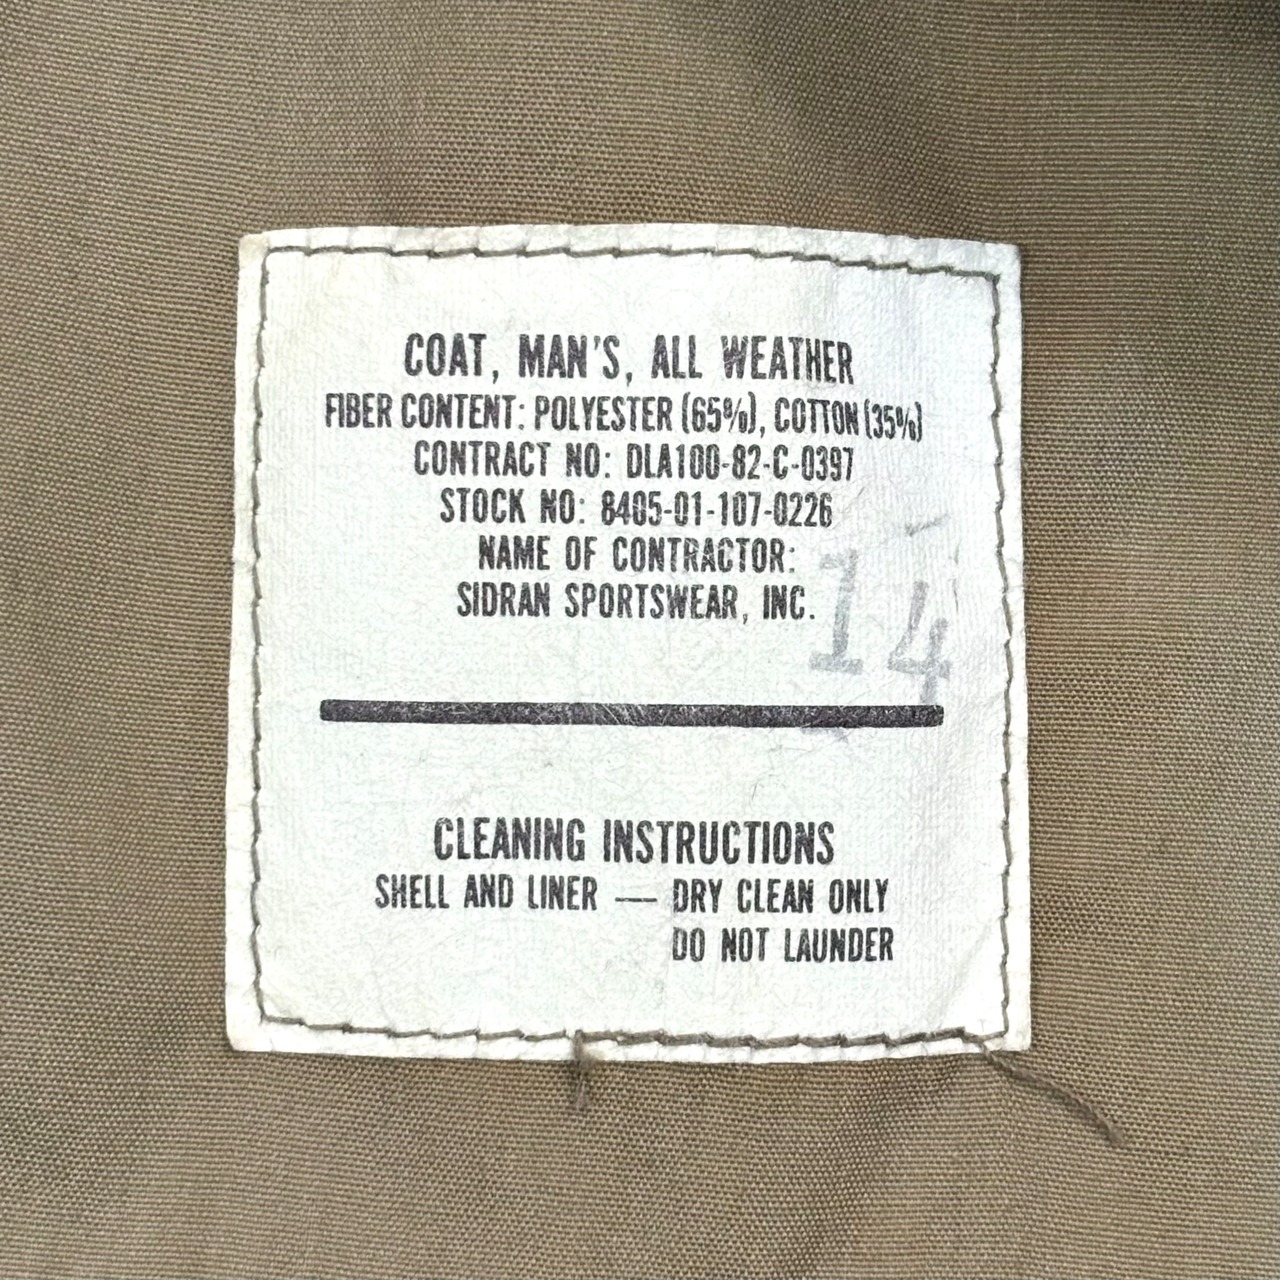 COAT, MAN'S, ALL WEATHER
FIBER CONTENT: POLYESTER (65%), COTTON (35%)
CONTRACT NO: DLA100-82-C-0397
STOCK NO: 8405-01-107-0226
NAME OF CONTRACTOR:
SIDRAN SPORTSWEAR, INC.
14
CLEANING INSTRUCTIONS
SHELL AND LINER — DRY CLEAN ONLY
DO NOT LAUNDER